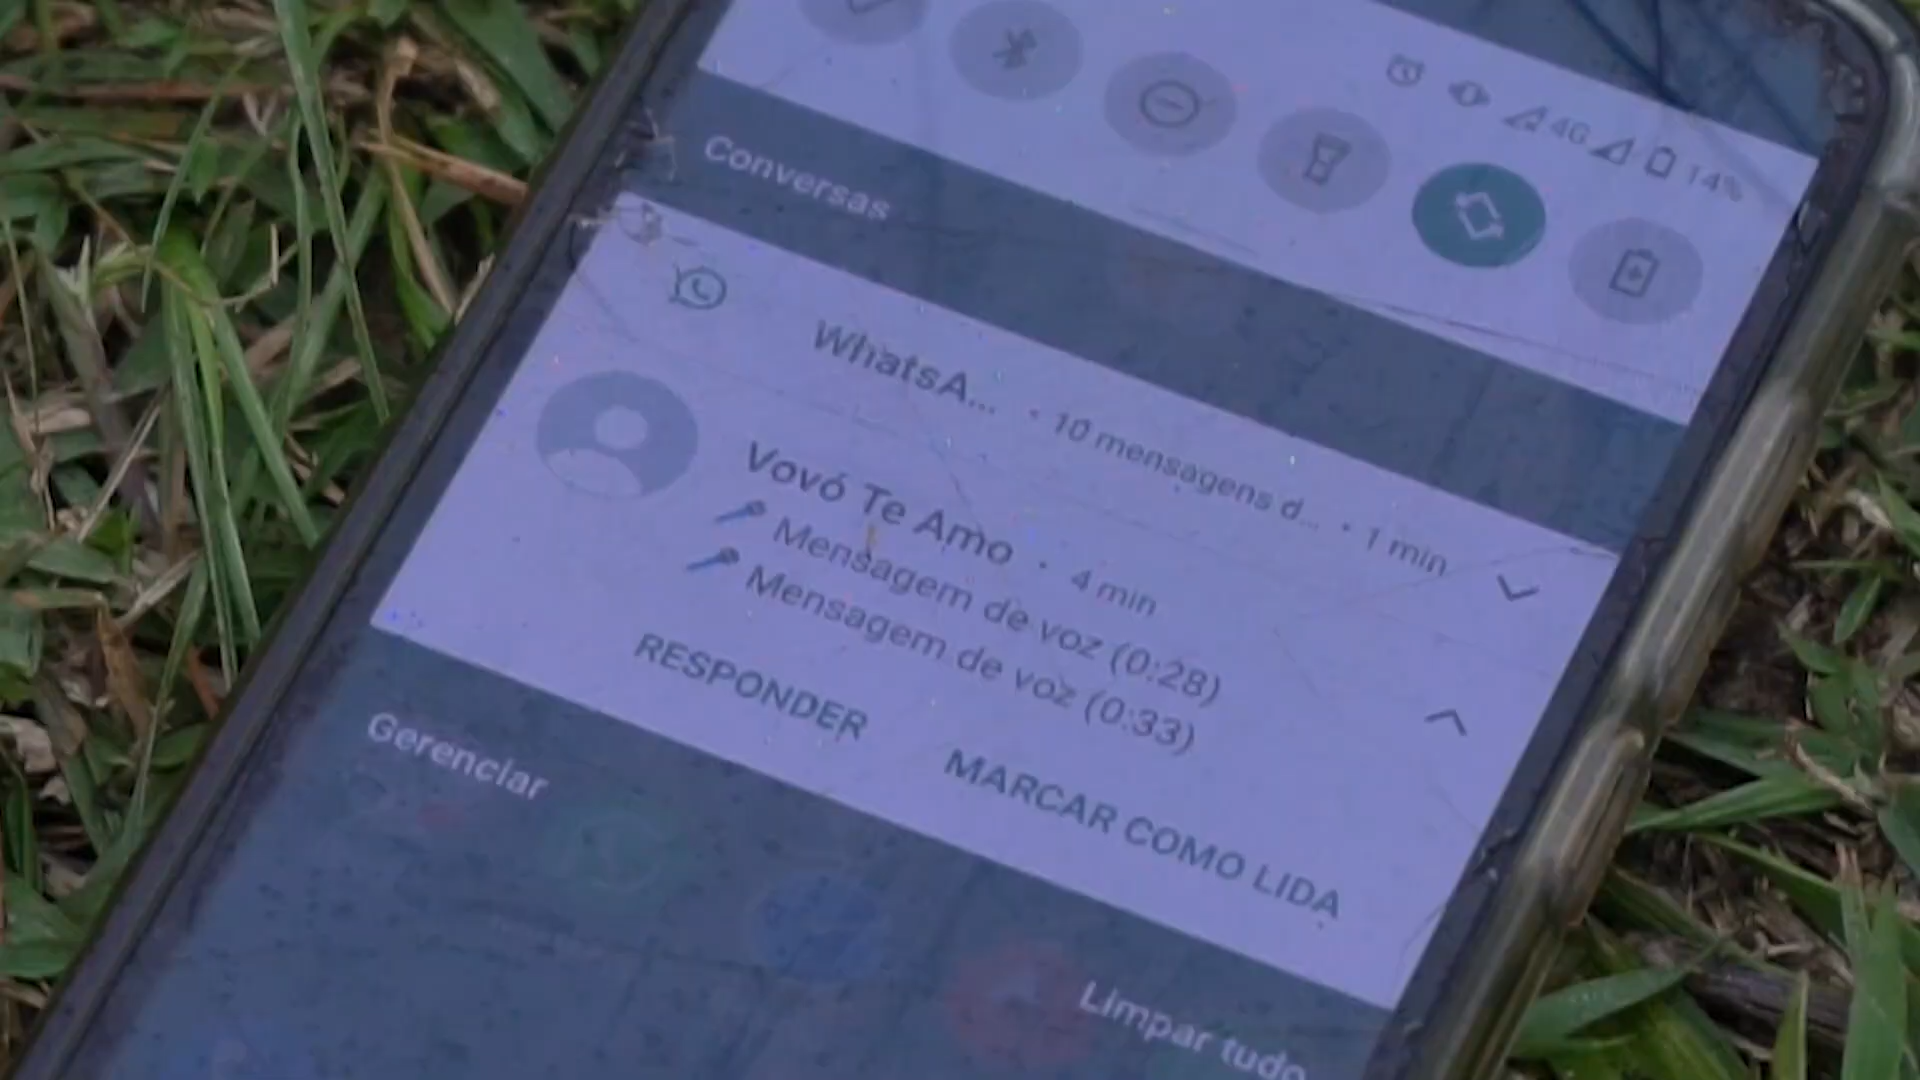 4G 14%
Conversas
WhatsA... • 10 mensagens d... • 1 min
Vovó Te Amo • 4 min
Mensagem de voz (0:28)
Mensagem de voz (0:33)
RESPONDER MARCAR COMO LIDA
Gerenciar
Limpar tudo